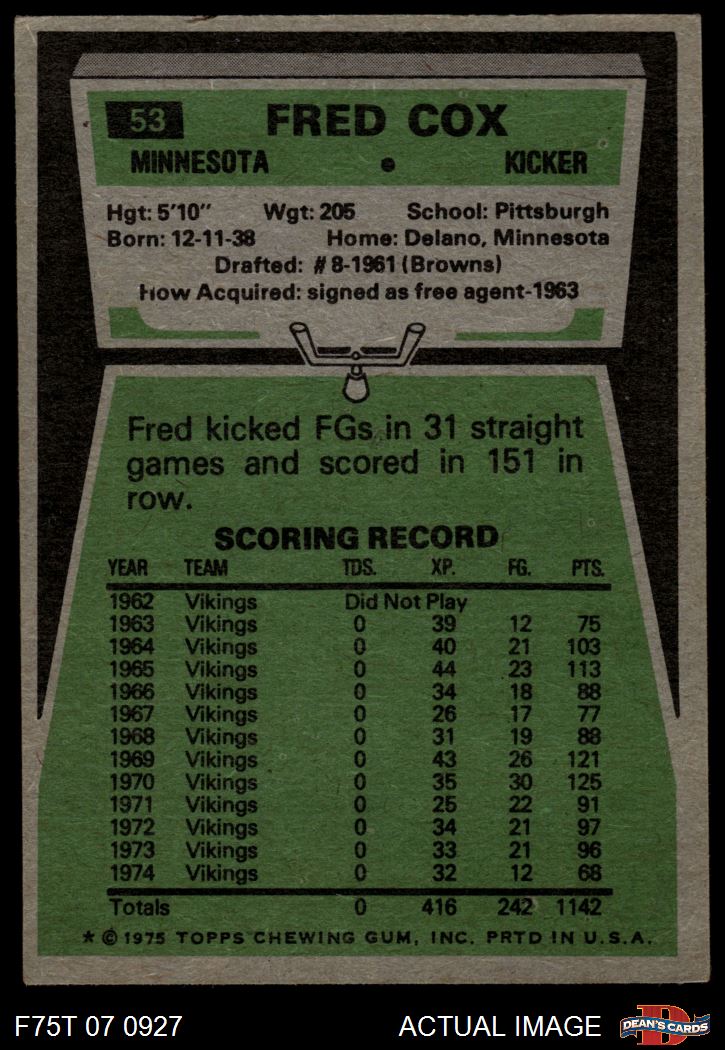 53 FRED COX
MINNESOTA • KICKER
Hgt: 5'10" Wgt: 205 School: Pittsburgh
Born: 12-11-38 Home: Delano, Minnesota
Drafted: #8-1961 (Browns)
How Acquired: signed as free agent-1963
Fred kicked FGs in 31 straight
games and scored in 151 in
row.
SCORING RECORD
YEAR TEAM TDS. XP. FG. PTS.
1962 Vikings Did Not Play
1963 Vikings 0 39 12 75
1964 Vikings 0 40 21 103
1965 Vikings 0 44 23 113
1966 Vikings 0 34 18 88
1967 Vikings 0 26 17 77
1968 Vikings 0 31 19 88
1969 Vikings 0 43 26 121
1970 Vikings 0 35 30 125
1971 Vikings 0 25 22 91
1972 Vikings 0 34 21 97
1973 Vikings 0 33 21 96
1974 Vikings 0 32 12 68
Totals 0 416 242 1142
* © 1975 TOPPS CHEWING GUM, INC. PRTD IN U.S.A.
F75T 07 0927 ACTUAL IMAGE D DEAN'S CARDS